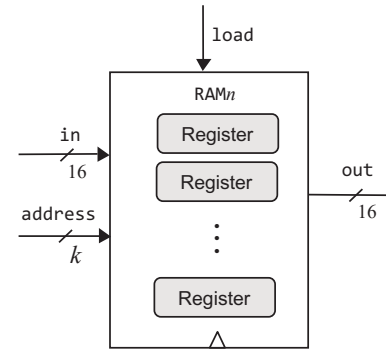 load
RAMn
Register
in
16
Register
out
16
address
k
⋮
Register